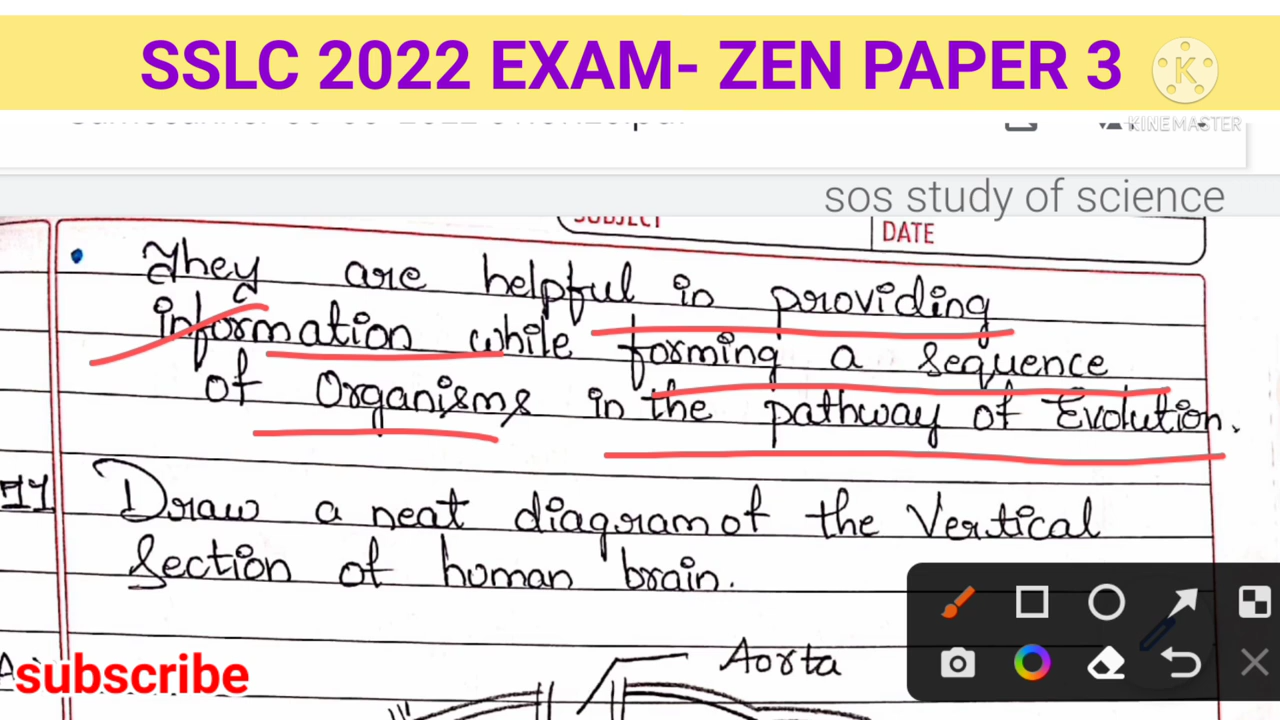 SSLC 2022 EXAM- ZEN PAPER 3
K
KINEMASTER
sos study of science
SUBJECT
DATE
They are helpful in providing
information while forming a sequence
of Organisms in the pathway of Evolution.
Draw a neat diagram of the Vertical
Section of human brain.
Aorta
subscribe